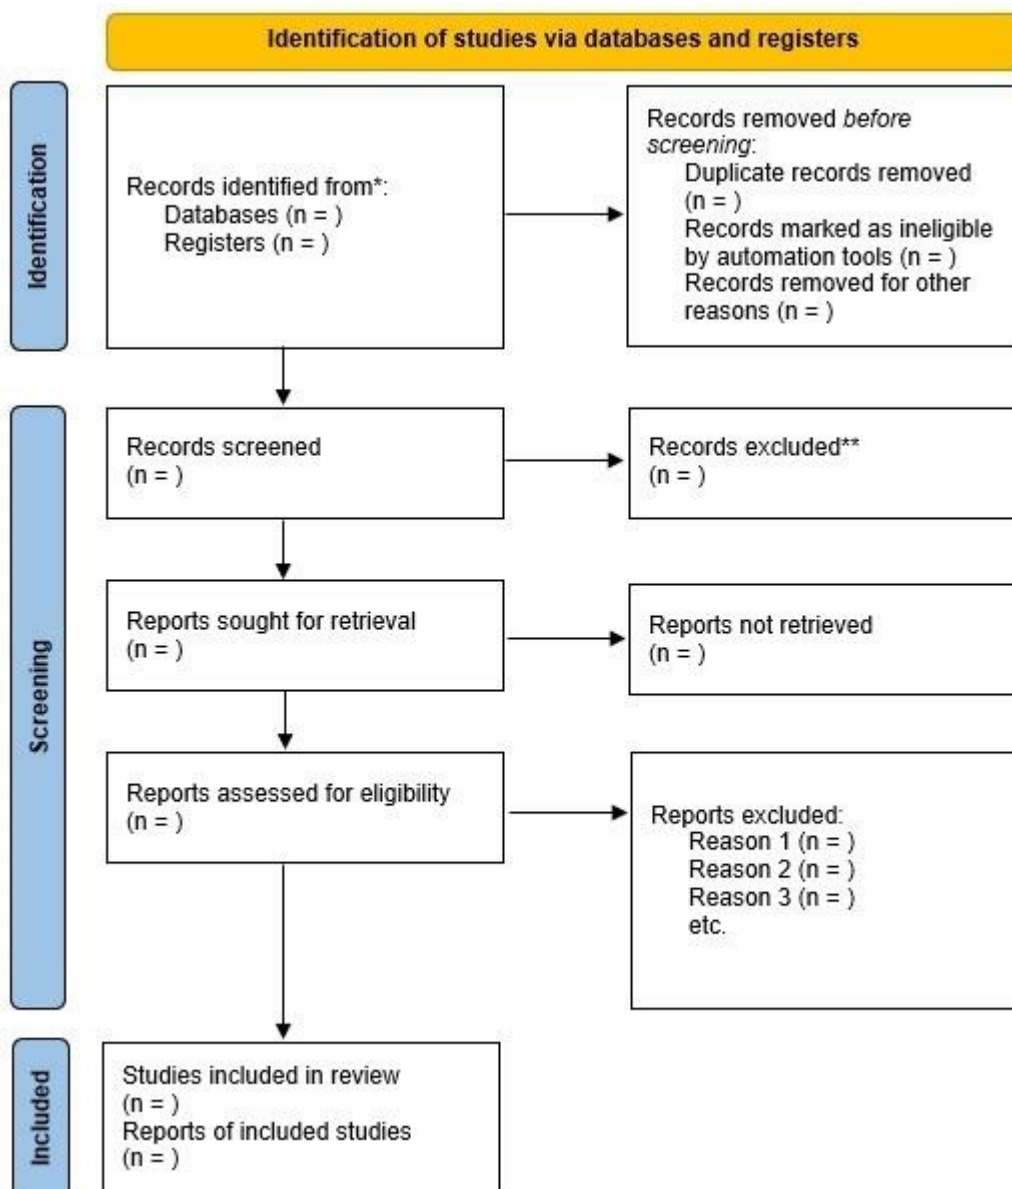 Identification of studies via databases and registers
Identification
Records identified from*:
Databases (n = )
Registers (n = )
Records removed before
screening:
Duplicate records removed
(n = )
Records marked as ineligible
by automation tools (n = )
Records removed for other
reasons (n = )
Screening
Records screened
(n = )
Records excluded**
(n = )
Reports sought for retrieval
(n = )
Reports not retrieved
(n = )
Reports assessed for eligibility
(n = )
Reports excluded:
Reason 1 (n = )
Reason 2 (n = )
Reason 3 (n = )
etc.
Included
Studies included in review
(n = )
Reports of included studies
(n = )